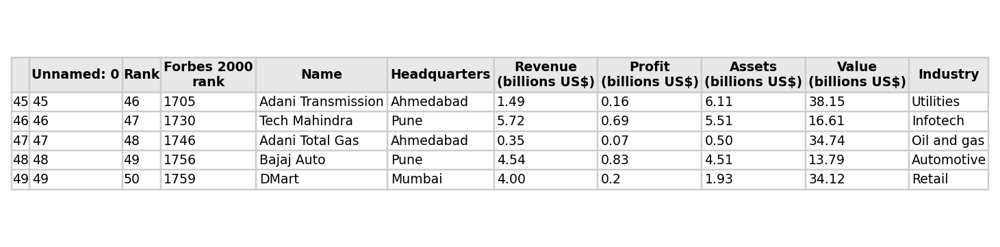 Unnamed: 0 Rank Forbes 2000 rank Name Headquarters Revenue (billions US$) Profit (billions US$) Assets (billions US$) Value (billions US$) Industry
45 45 46 1705 Adani Transmission Ahmedabad 1.49 0.16 6.11 38.15 Utilities
46 46 47 1730 Tech Mahindra Pune 5.72 0.69 5.51 16.61 Infotech
47 47 48 1746 Adani Total Gas Ahmedabad 0.35 0.07 0.50 34.74 Oil and gas
48 48 49 1756 Bajaj Auto Pune 4.54 0.83 4.51 13.79 Automotive
49 49 50 1759 DMart Mumbai 4.00 0.2 1.93 34.12 Retail